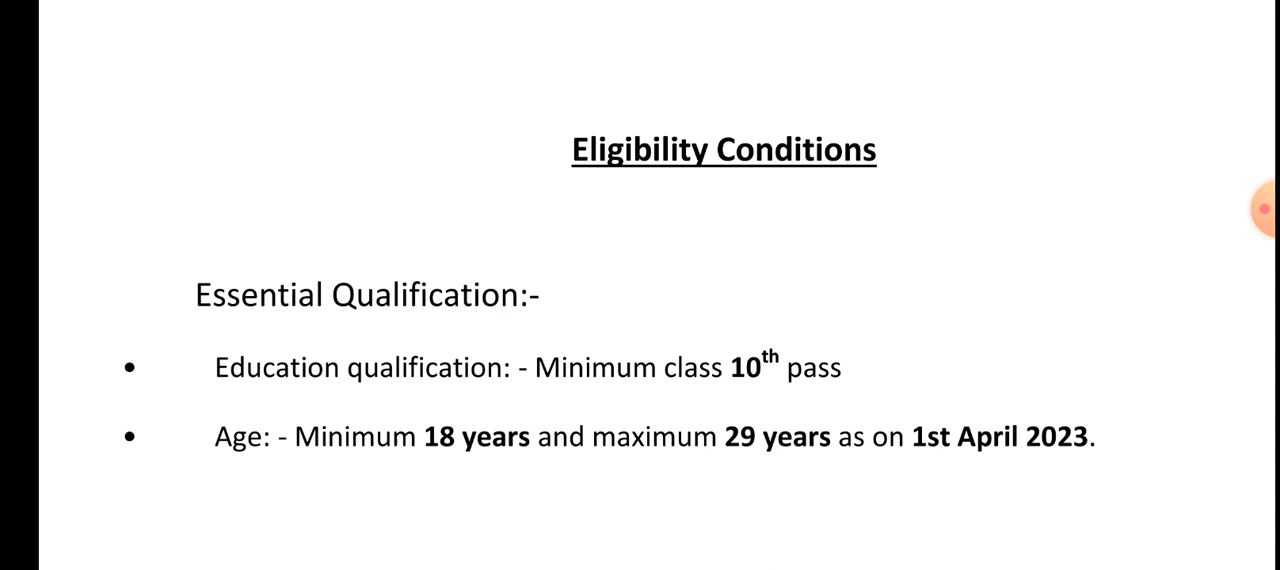 Eligibility Conditions
Essential Qualification:-
• Education qualification: - Minimum class 10th pass
• Age: - Minimum 18 years and maximum 29 years as on 1st April 2023.